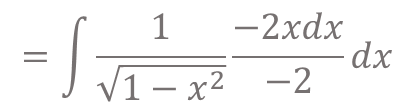 = ∫ 1/√(1 − x²) (−2xdx)/(−2) dx